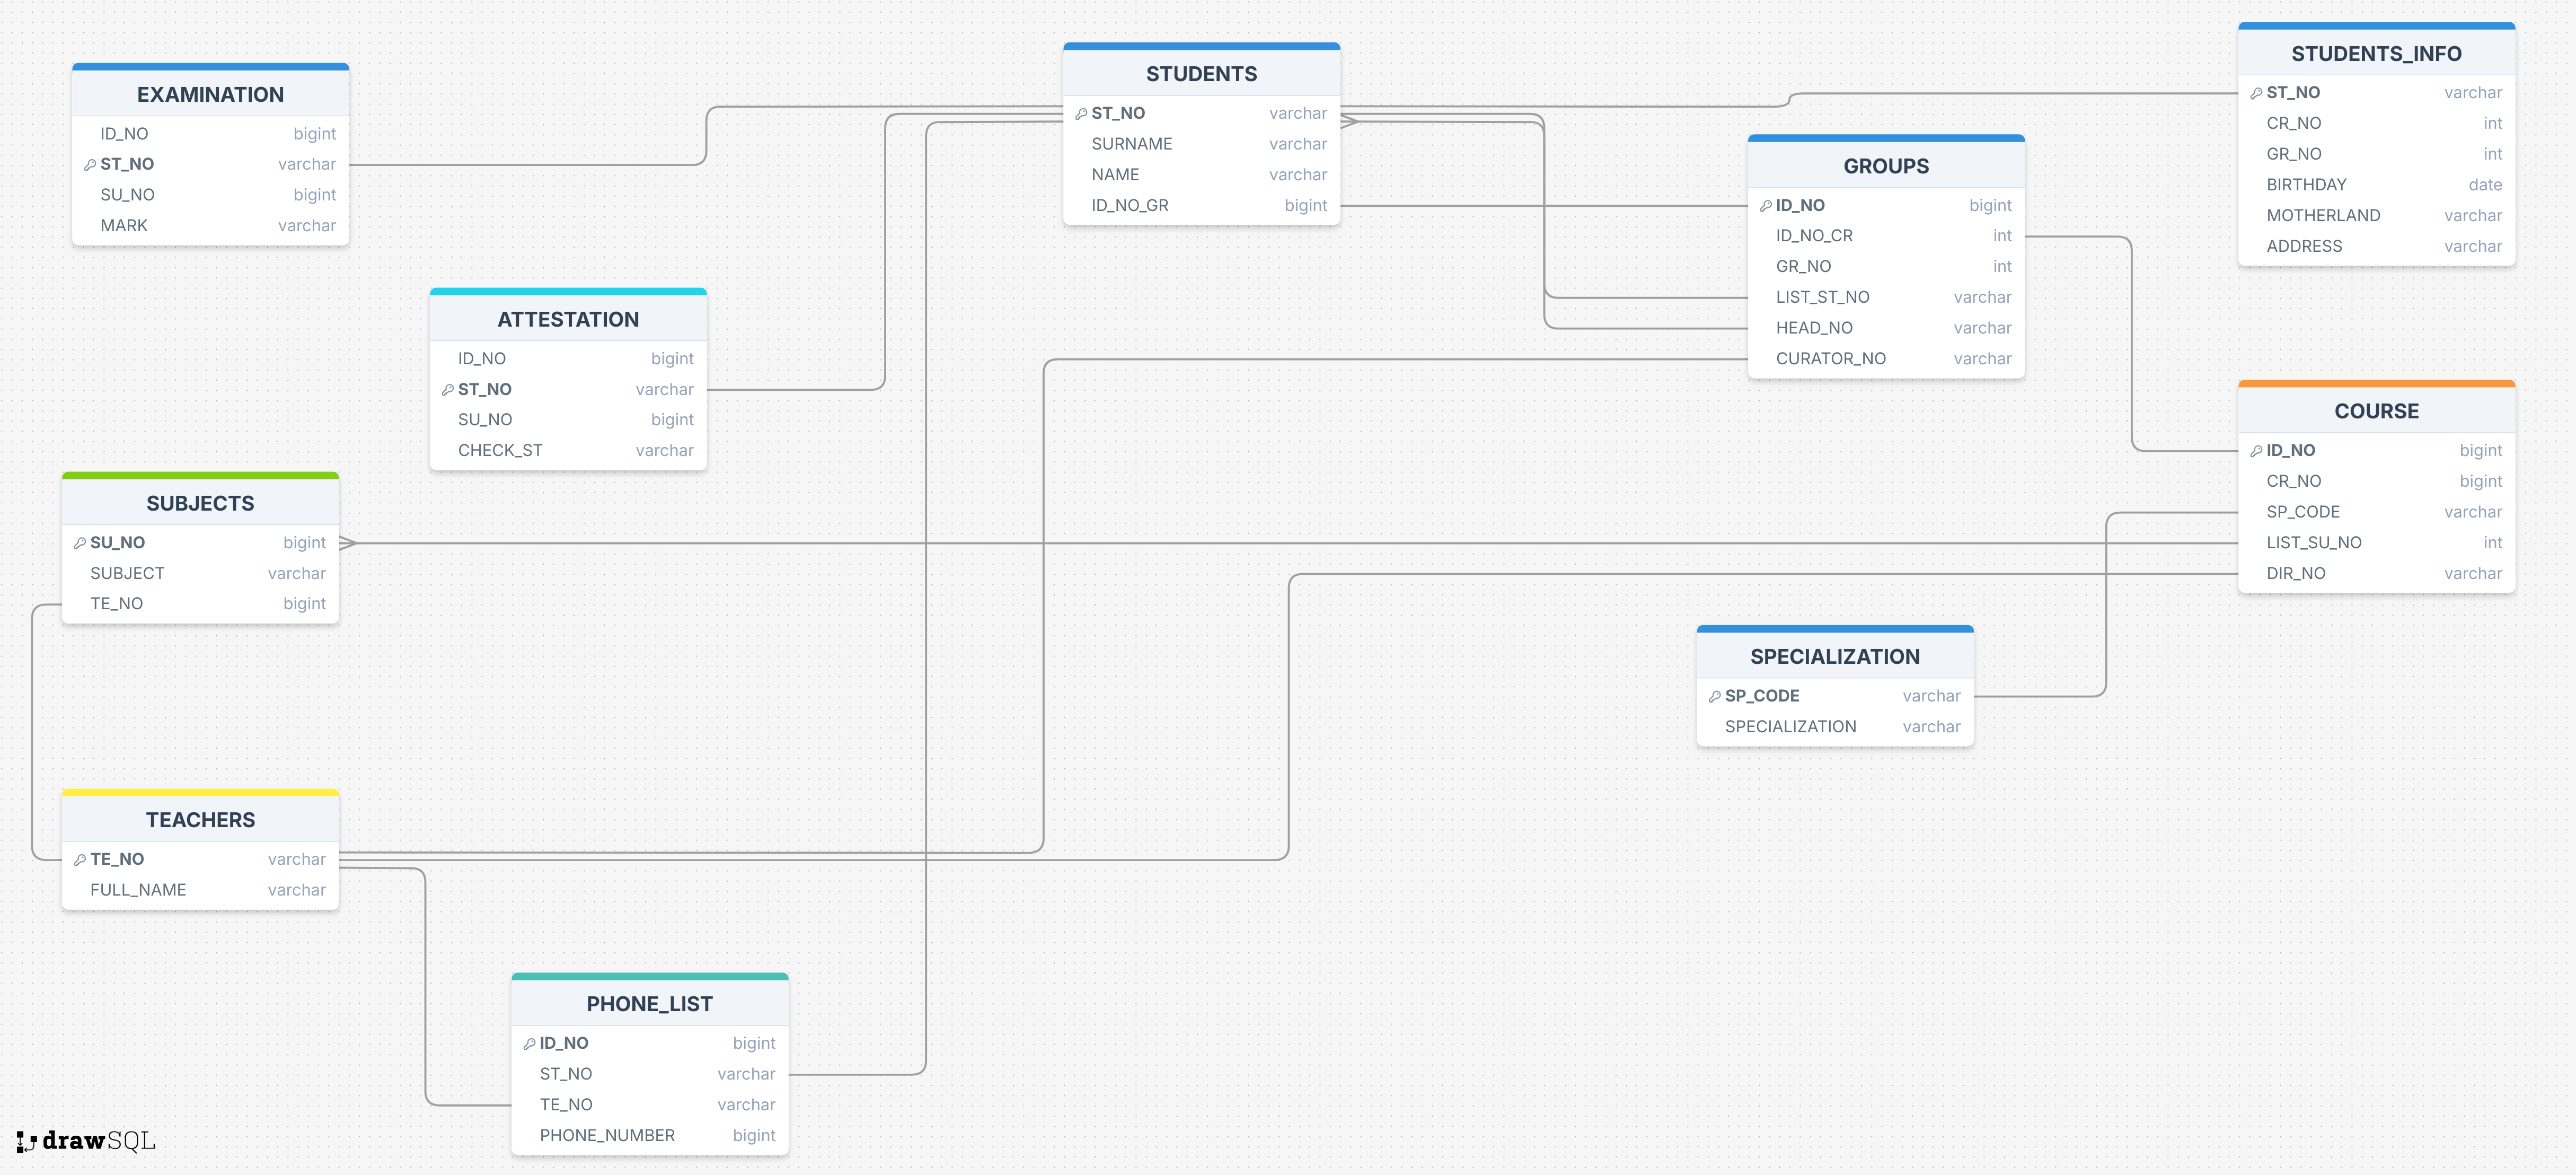 EXAMINATION
ID_NO bigint
ST_NO varchar
SU_NO bigint
MARK varchar
STUDENTS
ST_NO varchar
SURNAME varchar
NAME varchar
ID_NO_GR bigint
STUDENTS_INFO
ST_NO varchar
CR_NO int
GR_NO int
BIRTHDAY date
MOTHERLAND varchar
ADDRESS varchar
GROUPS
ID_NO bigint
ID_NO_CR int
GR_NO int
LIST_ST_NO varchar
HEAD_NO varchar
CURATOR_NO varchar
ATTESTATION
ID_NO bigint
ST_NO varchar
SU_NO bigint
CHECK_ST varchar
COURSE
ID_NO bigint
CR_NO bigint
SP_CODE varchar
LIST_SU_NO int
DIR_NO varchar
SUBJECTS
SU_NO bigint
SUBJECT varchar
TE_NO bigint
SPECIALIZATION
SP_CODE varchar
SPECIALIZATION varchar
TEACHERS
TE_NO varchar
FULL_NAME varchar
PHONE_LIST
ID_NO bigint
ST_NO varchar
TE_NO varchar
PHONE_NUMBER bigint
drawSQL